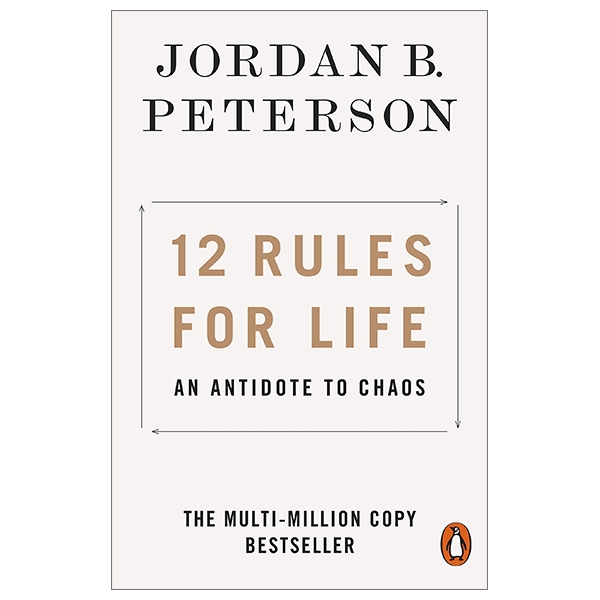 JORDAN B.
PETERSON
12 RULES
FOR LIFE
AN ANTIDOTE TO CHAOS
THE MULTI-MILLION COPY
BESTSELLER